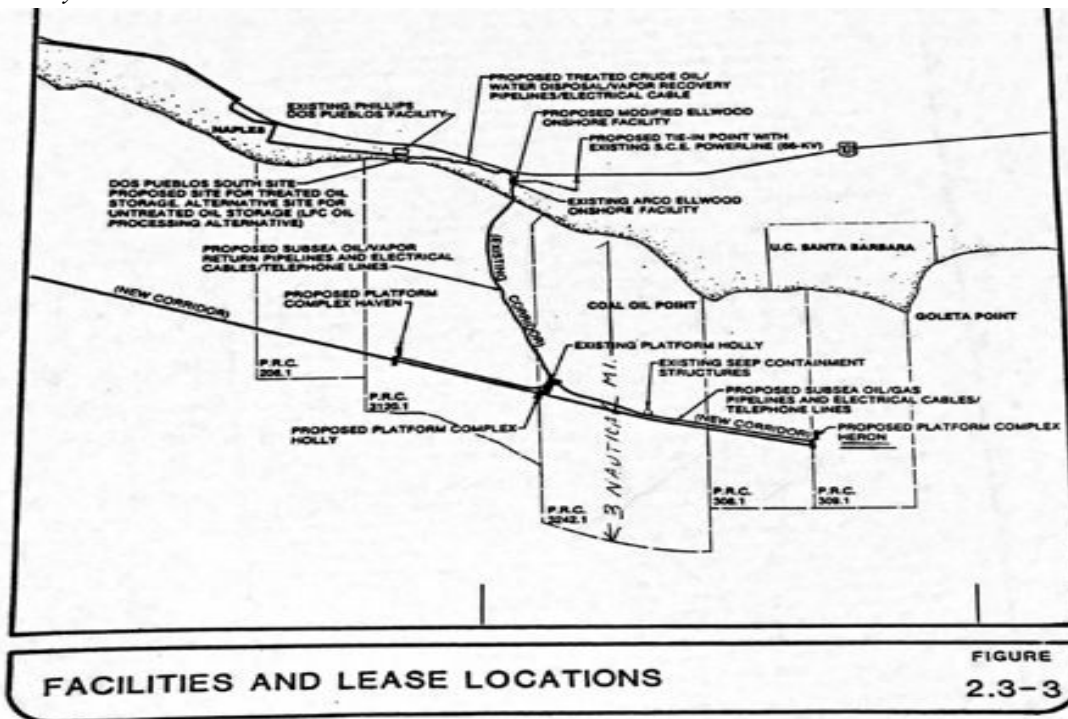 PROPOSED TREATED CRUDE OIL/
WATER DISPOSAL/VAPOR RECOVERY
PIPELINES/ELECTRICAL CABLE
EXISTING PHILLIPS
DOS PUEBLOS FACILITY
PROPOSED MODIFIED ELLWOOD
ONSHORE FACILITY
NAPLES
PROPOSED TIE-IN POINT WITH
EXISTING S.C.E. POWERLINE (66-KV)
101
DOS PUEBLOS SOUTH SITE
PROPOSED SITE FOR TREATED OIL
STORAGE, ALTERNATIVE SITE FOR
UNTREATED OIL STORAGE (LFC OIL
PROCESSING ALTERNATIVE)
EXISTING ARCO ELLWOOD
ONSHORE FACILITY
PROPOSED SUBSEA OIL/VAPOR
RETURN PIPELINES AND ELECTRICAL
CABLES/TELEPHONE LINES
(EXISTING CORRIDOR)
U.C. SANTA BARBARA
(NEW CORRIDOR)
PROPOSED PLATFORM
COMPLEX HAVEN
COAL OIL POINT
GOLETA POINT
EXISTING PLATFORM HOLLY
EXISTING SEEP CONTAINMENT
STRUCTURES
P.R.C.
208.1
P.R.C.
3120.1
PROPOSED SUBSEA OIL/GAS
PIPELINES AND ELECTRICAL CABLES/
TELEPHONE LINES
(NEW CORRIDOR)
PROPOSED PLATFORM COMPLEX
HOLLY
PROPOSED PLATFORM COMPLEX
HERON
3 NAUTICAL MI.
P.R.C.
3242.1
P.R.C.
308.1
P.R.C.
309.1
FACILITIES AND LEASE LOCATIONS
FIGURE
2.3-3